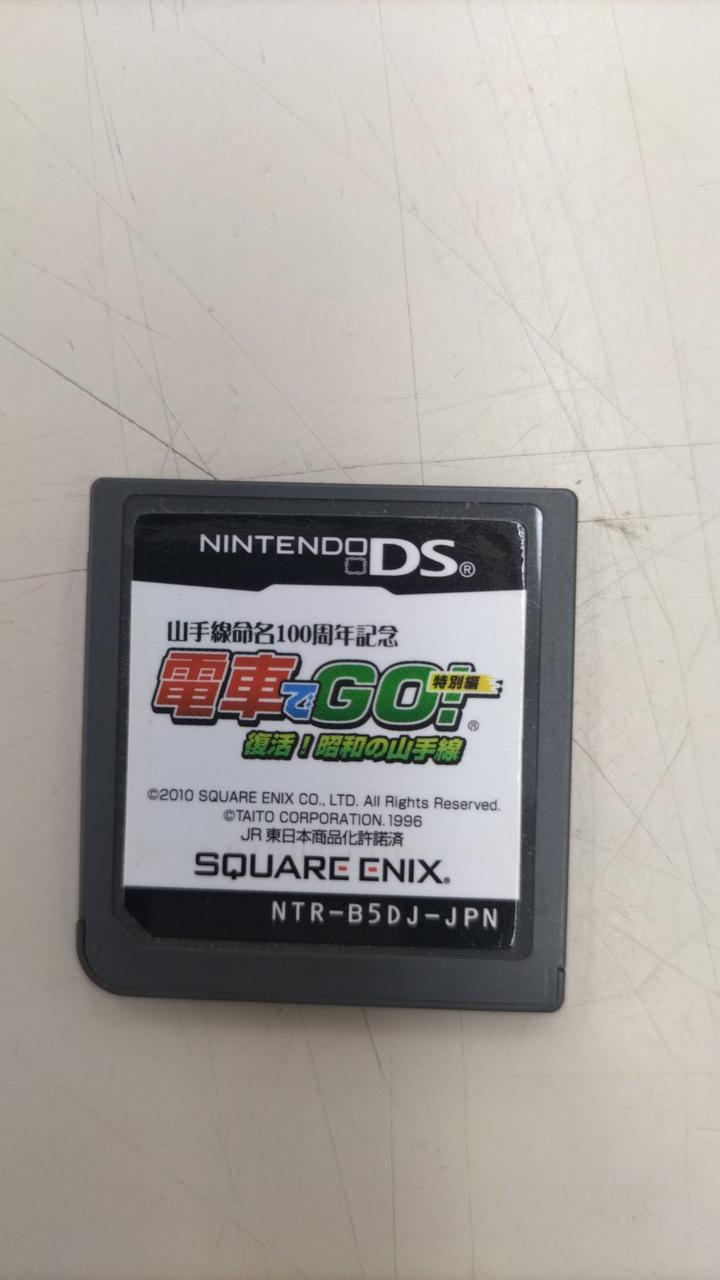 NINTENDO DS®
山手線命名100周年記念
電車でGO! 特別編®
復活！昭和の山手線
©2010 SQUARE ENIX CO., LTD. All Rights Reserved.
©TAITO CORPORATION.1996
JR東日本商品化許諾済
SQUARE ENIX®
NTR-B5DJ-JPN